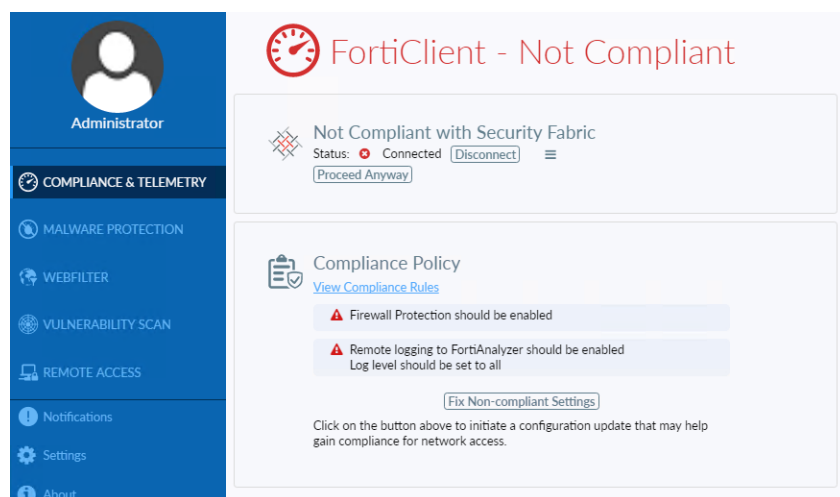 Administrator
COMPLIANCE & TELEMETRY
MALWARE PROTECTION
WEBFILTER
VULNERABILITY SCAN
REMOTE ACCESS
Notifications
Settings
About
FortiClient - Not Compliant
Not Compliant with Security Fabric
Status: Connected Disconnect
Proceed Anyway
Compliance Policy
View Compliance Rules
Firewall Protection should be enabled
Remote logging to FortiAnalyzer should be enabled
Log level should be set to all
Fix Non-compliant Settings
Click on the button above to initiate a configuration update that may help
gain compliance for network access.